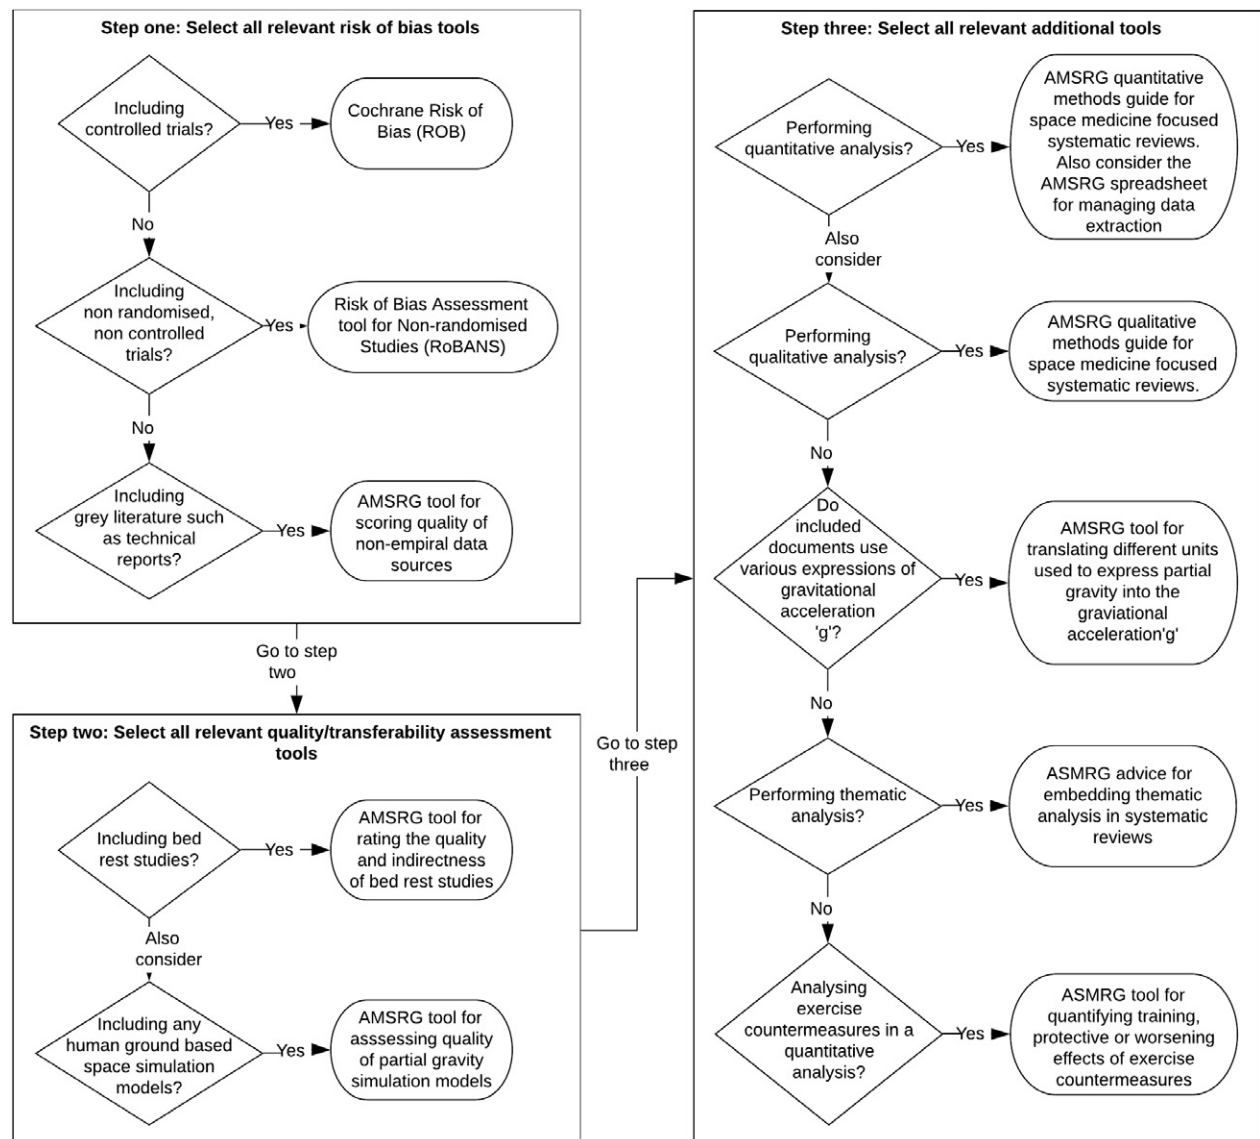 Step one: Select all relevant risk of bias tools
Including
controlled trials?
Yes
Cochrane Risk of
Bias (ROB)
No
Including
non randomised,
non controlled
trials?
Yes
Risk of Bias Assessment
tool for Non-randomised
Studies (RoBANS)
No
Including
grey literature such
as technical
reports?
Yes
AMSRG tool for
scoring quality of
non-empiral data
sources
Go to step
two
Step two: Select all relevant quality/transferability assessment
tools
Including bed
rest studies?
Yes
AMSRG tool for
rating the quality
and indirectness
of bed rest studies
Also
consider
Including any
human ground based
space simulation
models?
Yes
AMSRG tool for
asssessing quality
of partial gravity
simulation models
Go to step
three
Step three: Select all relevant additional tools
Performing
quantitative analysis?
Yes
AMSRG quantitative
methods guide for
space medicine focused
systematic reviews.
Also consider the
AMSRG spreadsheet
for managing data
extraction
Also
consider
Performing
qualitative analysis?
Yes
AMSRG qualitative
methods guide for
space medicine focused
systematic reviews.
No
Do
included
documents use
various expressions of
gravitational
acceleration
'g'?
Yes
AMSRG tool for
translating different units
used to express partial
gravity into the
graviational
acceleration'g'
No
Performing thematic
analysis?
Yes
ASMRG advice for
embedding thematic
analysis in systematic
reviews
No
Analysing
exercise
countermeasures in a
quantitative
analysis?
Yes
ASMRG tool for
quantifying training,
protective or worsening
effects of exercise
countermeasures